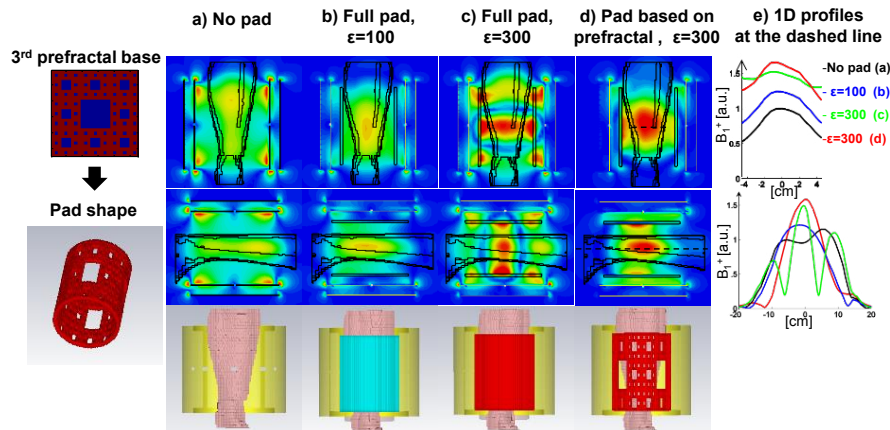 a) No pad
b) Full pad,
ε=100
c) Full pad,
ε=300
d) Pad based on
prefractal , ε=300
e) 1D profiles
at the dashed line
3rd prefractal base
Pad shape
B1+ [a.u.]
1.5
1
0.5
0
-4
-2
0
2
4
[cm]
-No pad (a)
- ε=100 (b)
-ε=300 (c)
-ε=300 (d)
B1+ [a.u.]
1.5
1
0.5
0
-20
-10
0
10
20
[cm]